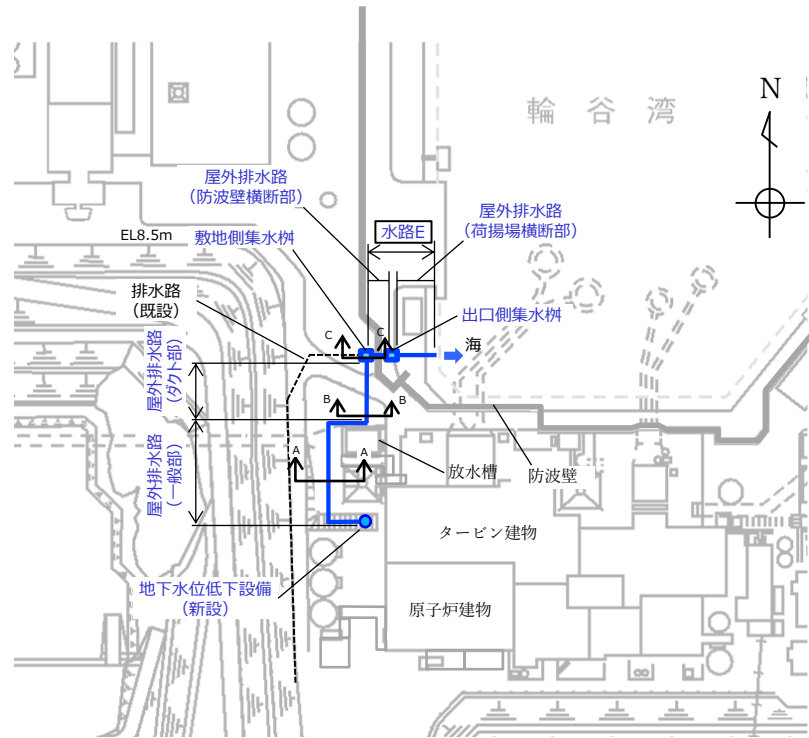 輪谷湾
N
屋外排水路
(防波壁横断部)
屋外排水路
(荷揚場横断部)
水路E
EL8.5m
敷地側集水桝
排水路
(既設)
出口側集水桝
海
C
C
屋外排水路
(ダクト部)
B
B
屋外排水路
(一般部)
A
A
放水槽
防波壁
タービン建物
地下水位低下設備
(新設)
原子炉建物